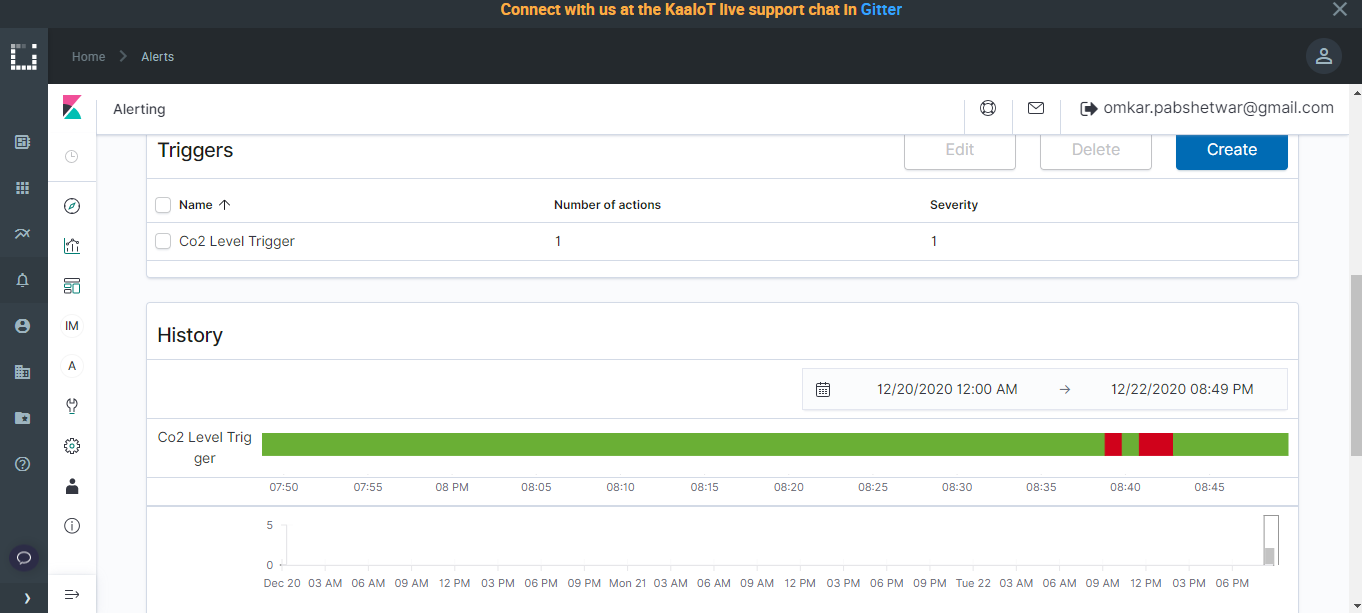 Connect with us at the KaaIoT live support chat in Gitter
Home Alerts
Alerting
omkar.pabshetwar@gmail.com
Triggers
Edit Delete Create
Name Number of actions Severity
Co2 Level Trigger 1 1
IM
History
A
12/20/2020 12:00 AM → 12/22/2020 08:49 PM
Co2 Level Trig
ger
07:50 07:55 08 PM 08:05 08:10 08:15 08:20 08:25 08:30 08:35 08:40 08:45
5
0
Dec 20 03 AM 06 AM 09 AM 12 PM 03 PM 06 PM 09 PM Mon 21 03 AM 06 AM 09 AM 12 PM 03 PM 06 PM 09 PM Tue 22 03 AM 06 AM 09 AM 12 PM 03 PM 06 PM